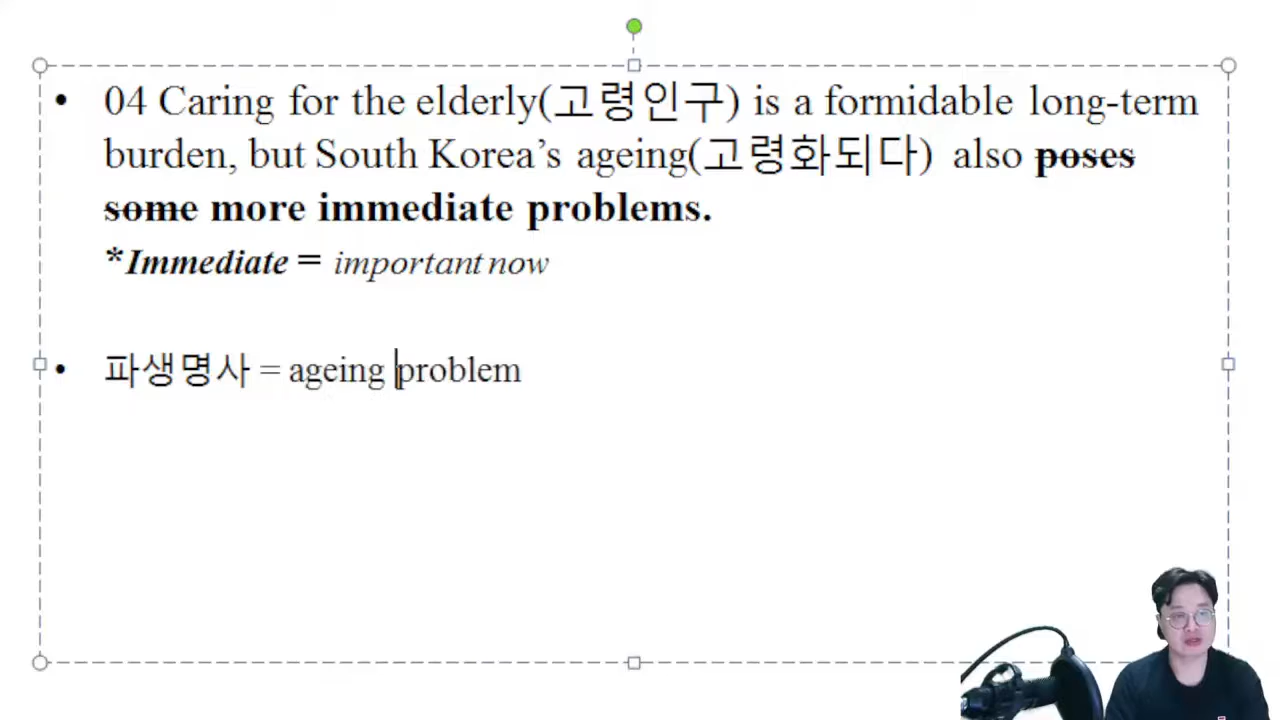 • 04 Caring for the elderly(고령인구) is a formidable long-term
burden, but South Korea’s ageing(고령화되다) also poses
some more immediate problems.
*Immediate = important now
• 파생명사 = ageing problem